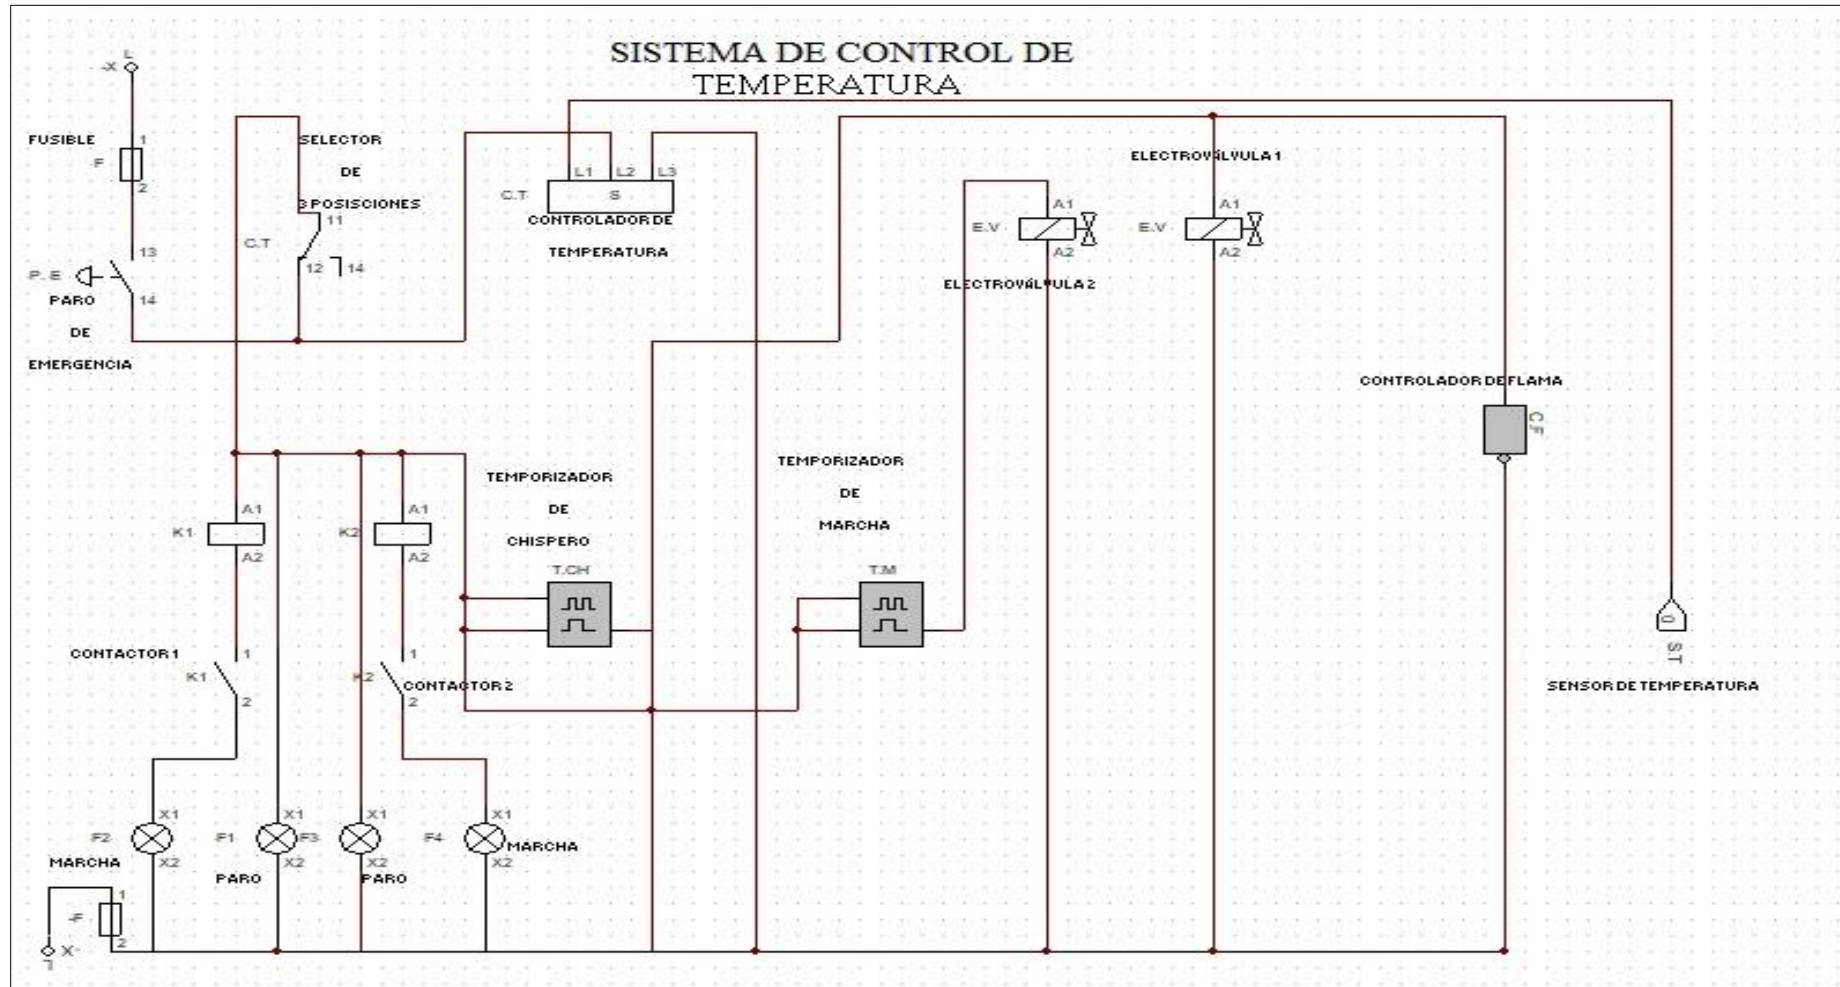 SISTEMA DE CONTROL DE
TEMPERATURA
L
-X
FUSIBLE
1
F
2
SELECTOR
DE
3 POSISCIONES
11
C.T
12 14
13
P. E
14
PARO
DE
EMERGENCIA
L1 L2 L3
C.T
S
CONTROLADOR DE
TEMPERATURA
ELECTROVÁLVULA 1
A1
E.V
A2
ELECTROVÁLVULA 2
A1
E.V
A2
CONTROLADOR DE FLAMA
C.F
A1
K1
A2
A1
K2
A2
TEMPORIZADOR
DE
CHISPERO
T.CH
TEMPORIZADOR
DE
MARCHA
T.M
CONTACTOR 1
1
K1
2
1
K2
CONTACTOR 2
2
S.T
SENSOR DE TEMPERATURA
X1
F2
X2
MARCHA
X1
F1
X2
PARO
X1
F3
X2
PARO
X1
F4
MARCHA
X2
1
-F
2
X-